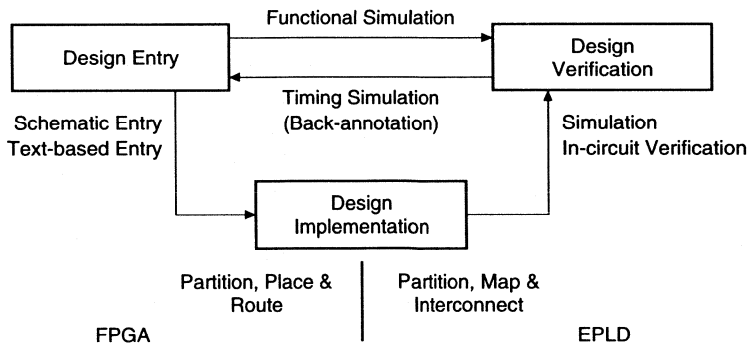 Functional Simulation
Design Entry
Design
Verification
Timing Simulation
(Back-annotation)
Schematic Entry
Text-based Entry
Simulation
In-circuit Verification
Design
Implementation
Partition, Place &
Route
Partition, Map &
Interconnect
FPGA
EPLD